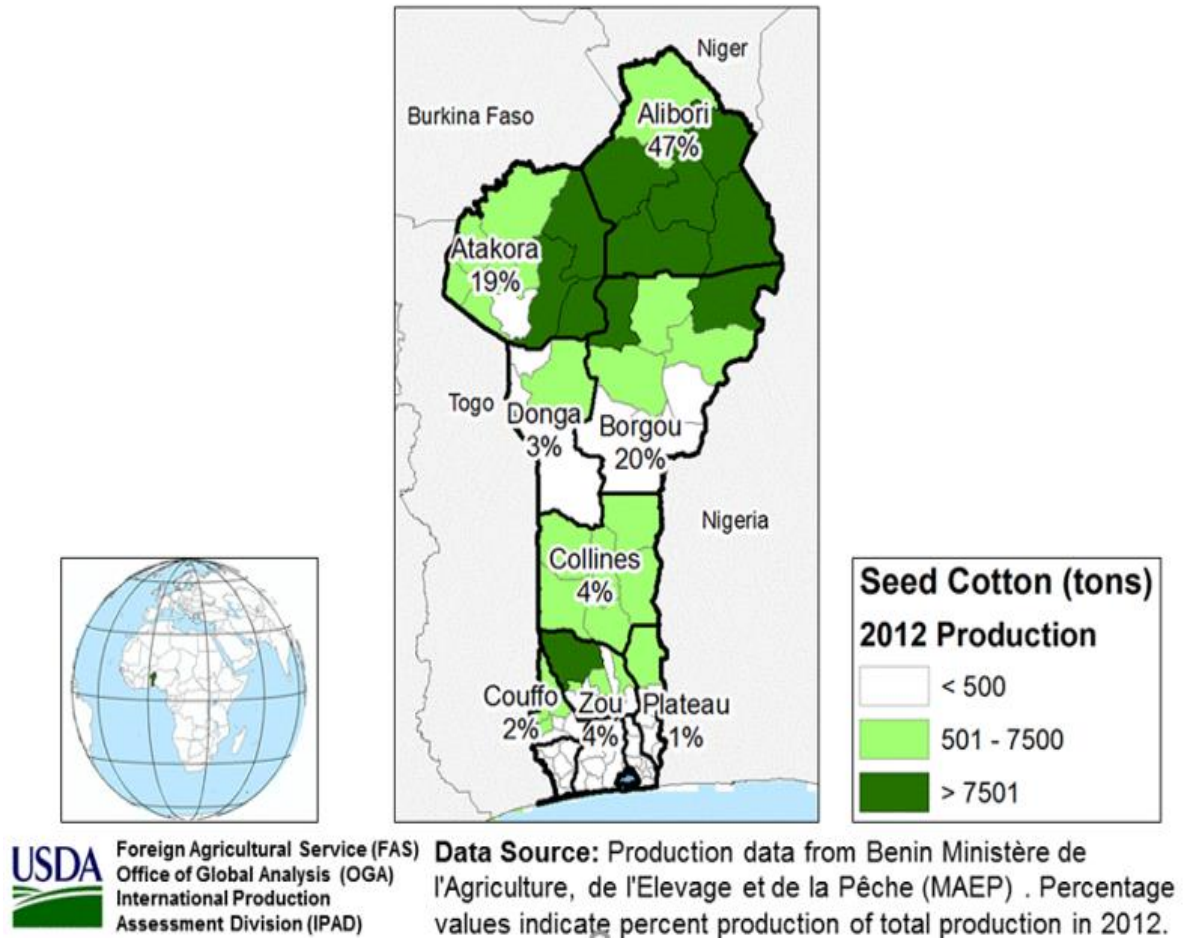 Niger
Burkina Faso
Alibori
47%
Atakora
19%
Togo
Donga
3%
Borgou
20%
Nigeria
Collines
4%
Couffo
2%
Zou
4%
Plateau
1%
Seed Cotton (tons)
2012 Production
< 500
501 - 7500
> 7501
USDA
Foreign Agricultural Service (FAS)
Office of Global Analysis (OGA)
International Production
Assessment Division (IPAD)
Data Source: Production data from Benin Ministère de
l'Agriculture, de l'Elevage et de la Pêche (MAEP) . Percentage
values indicate percent production of total production in 2012.